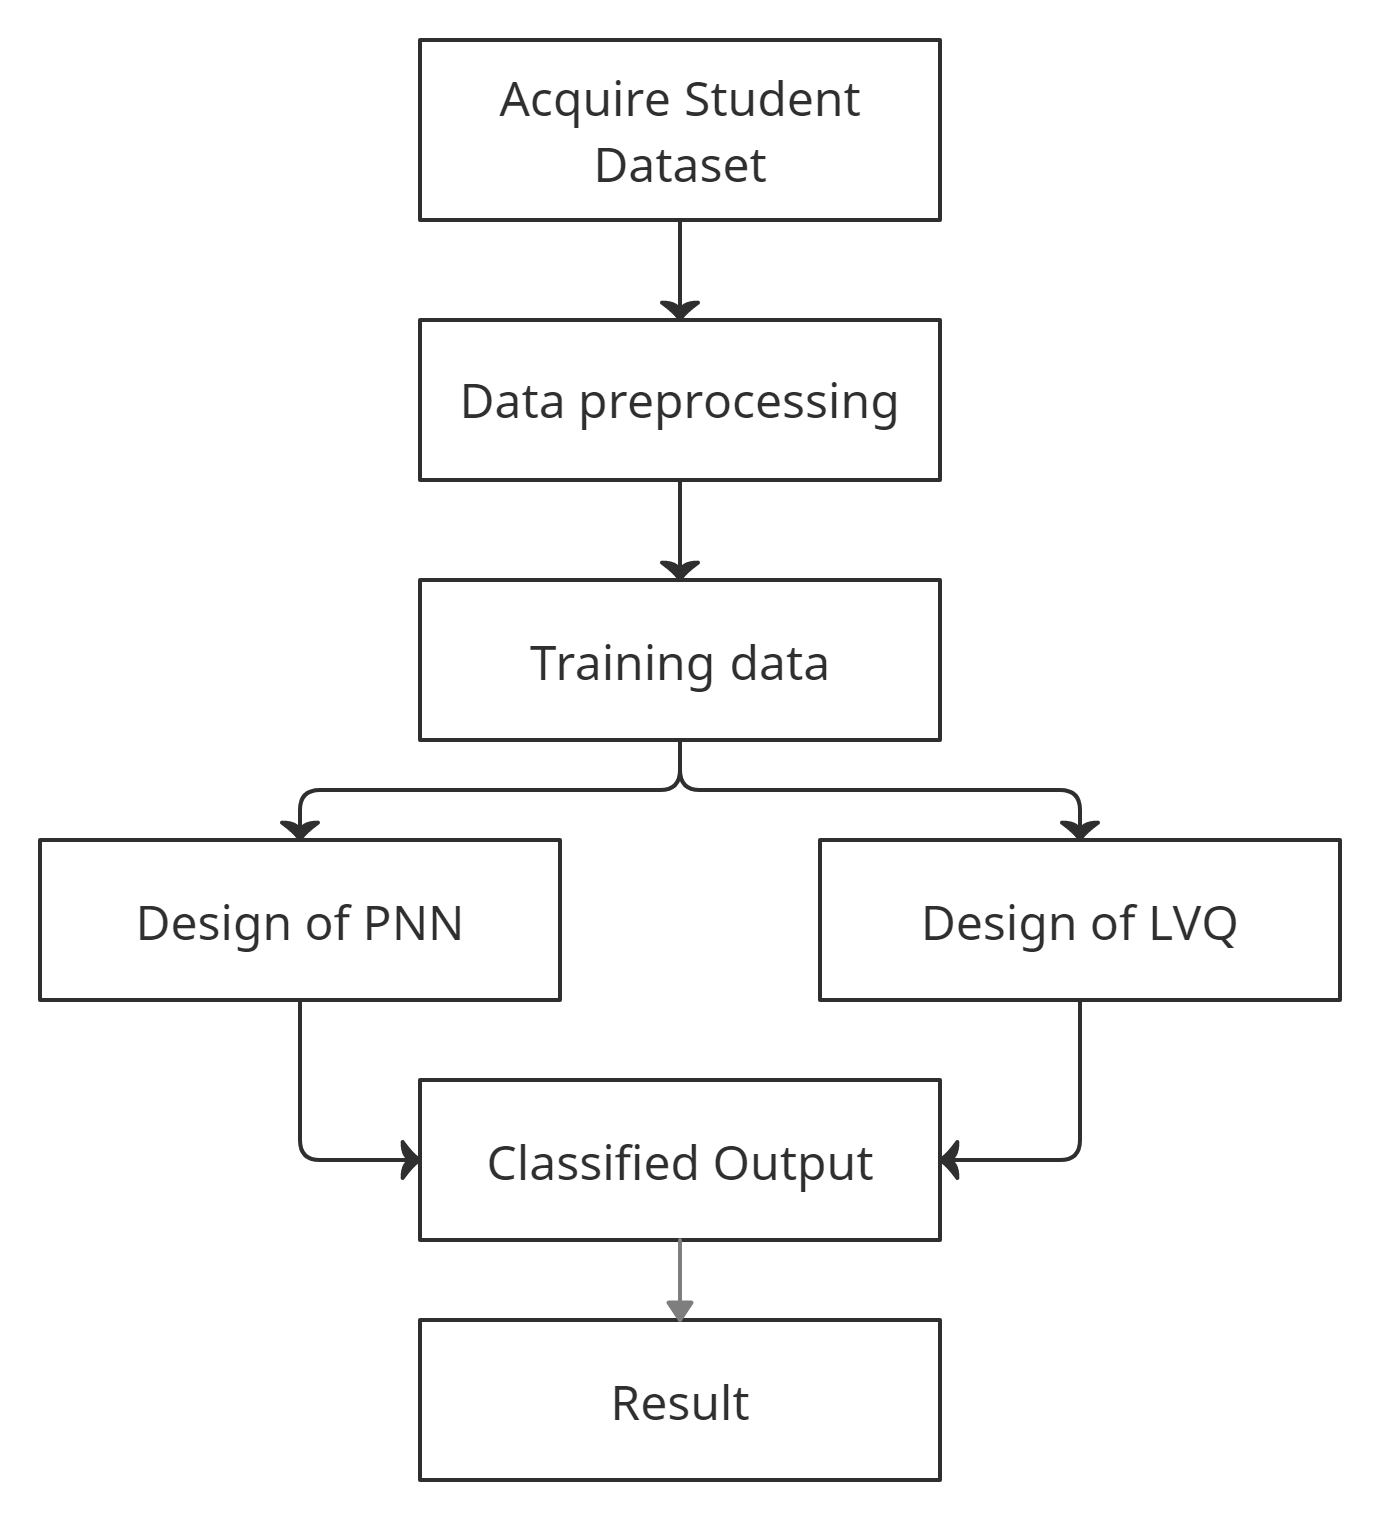 Acquire Student
Dataset
Data preprocessing
Training data
Design of PNN
Design of LVQ
Classified Output
Result